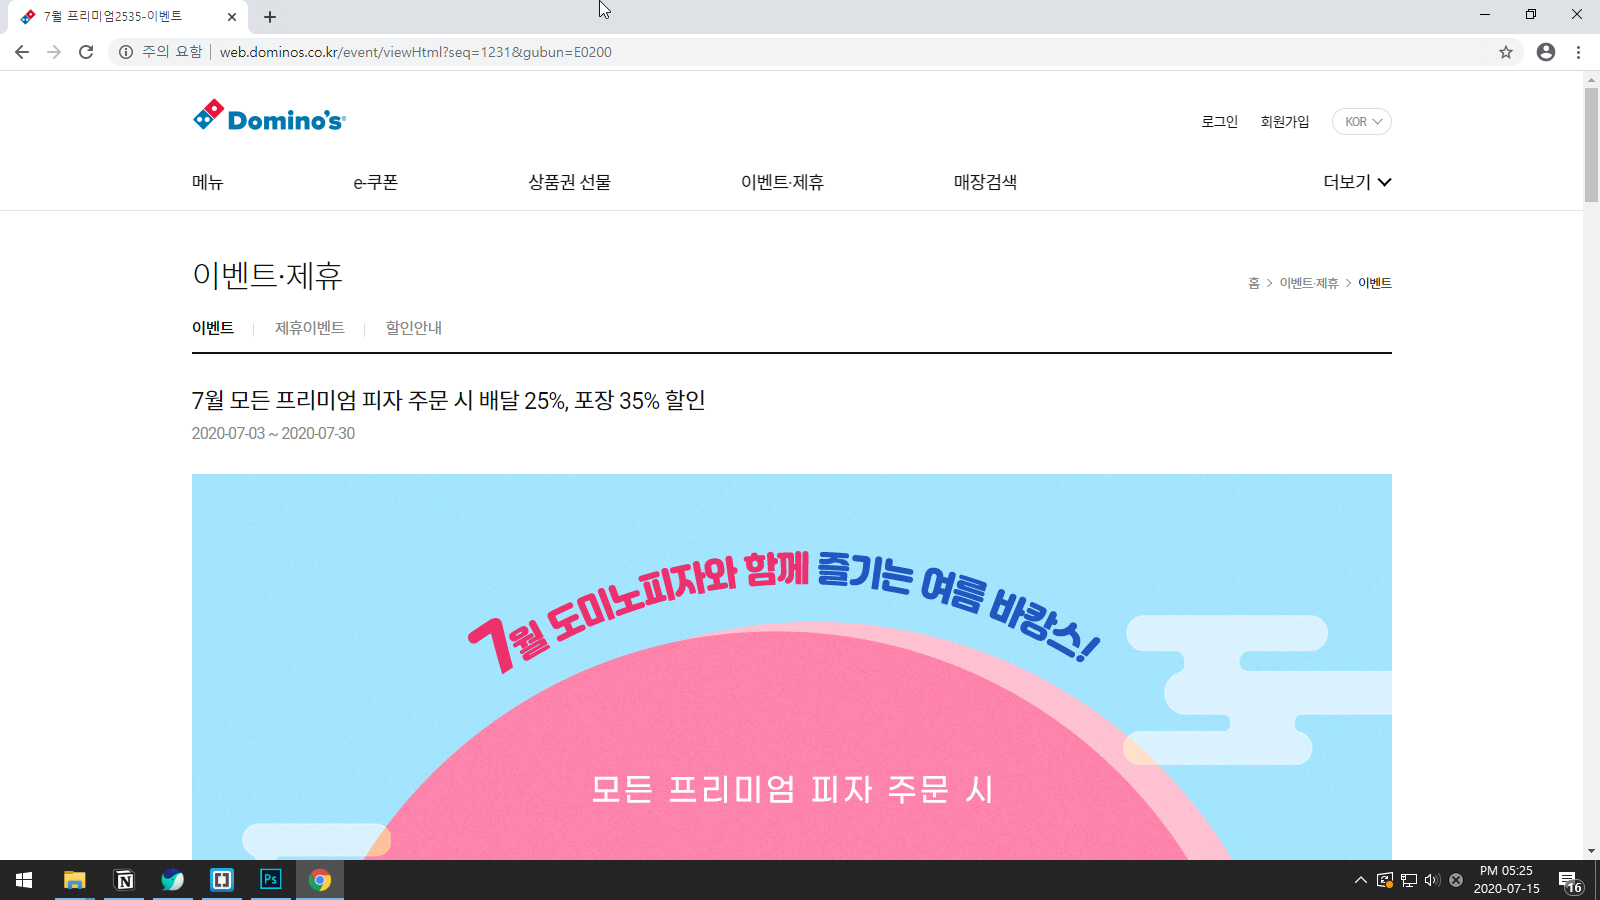 7월 프리미엄2535-이벤트
주의 요함 web.dominos.co.kr/event/viewHtml?seq=1231&gubun=E0200
Domino's
로그인 회원가입 KOR
메뉴 e-쿠폰 상품권 선물 이벤트·제휴 매장검색 더보기
이벤트·제휴
홈 > 이벤트·제휴 > 이벤트
이벤트 제휴이벤트 할인안내
7월 모든 프리미엄 피자 주문 시 배달 25%, 포장 35% 할인
2020-07-03 ~ 2020-07-30
7월 도미노피자와 함께 즐기는 여름 바캉스!
모든 프리미엄 피자 주문 시
Ps
PM 05:25
2020-07-15
16